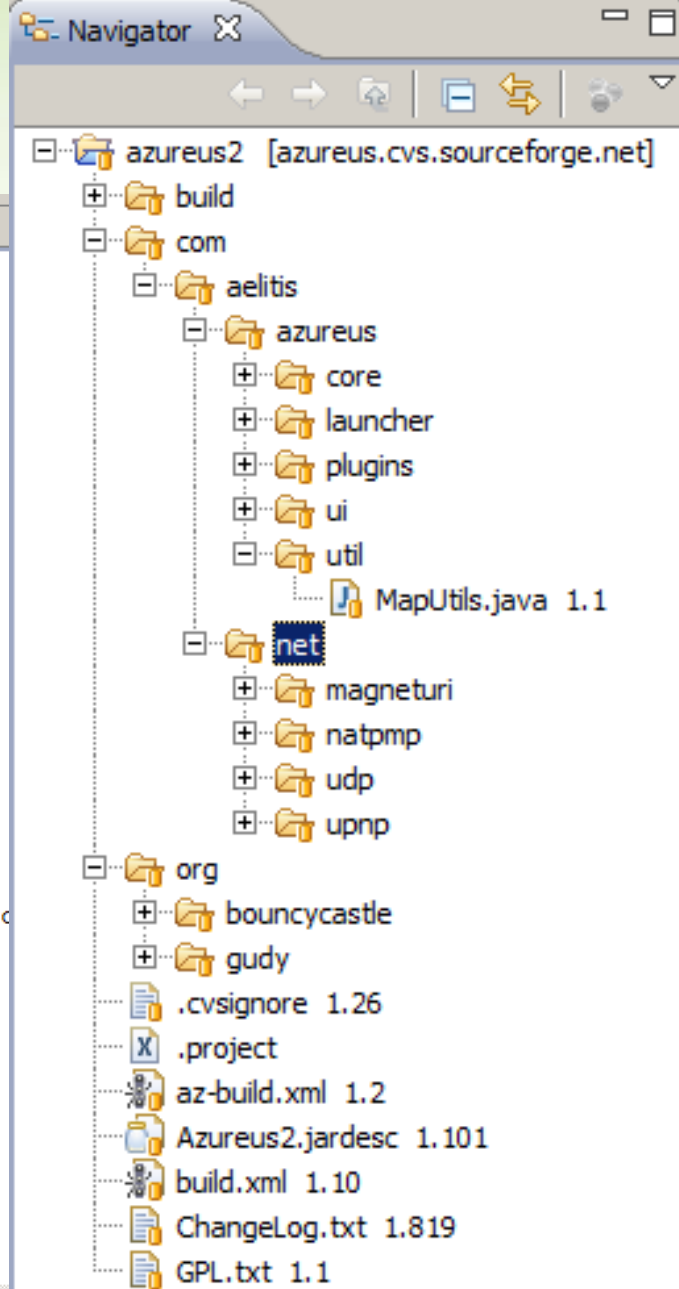 Navigator
azureus2 [azureus.cvs.sourceforge.net]
build
com
aelitis
azureus
core
launcher
plugins
ui
util
MapUtils.java 1.1
net
magneturi
natpmp
udp
upnp
org
bouncycastle
gudy
.cvsignore 1.26
.project
az-build.xml 1.2
Azureus2.jardesc 1.101
build.xml 1.10
ChangeLog.txt 1.819
GPL.txt 1.1